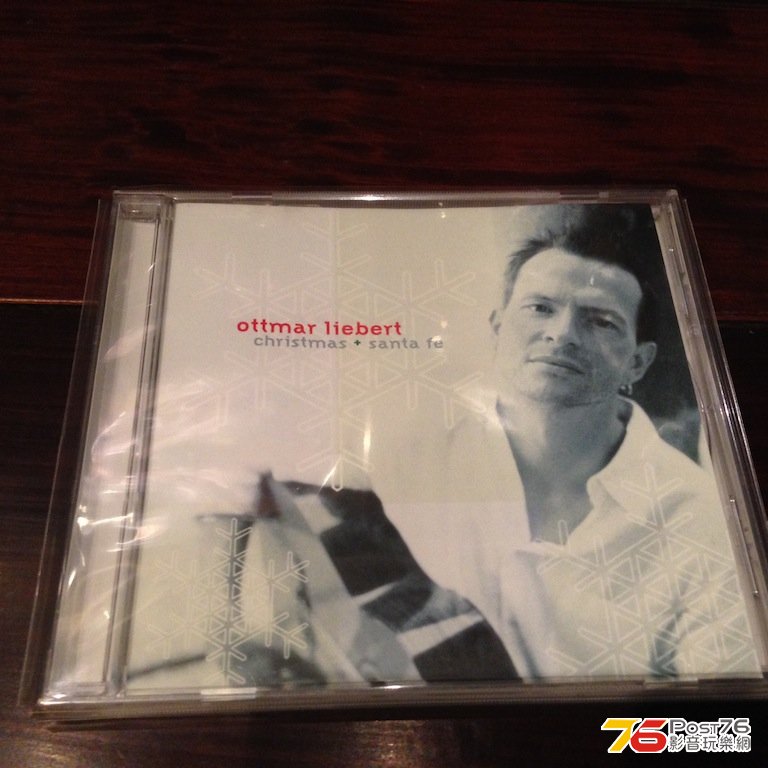 ottmar liebert
christmas + santa fe
76 Post76
影音玩樂網